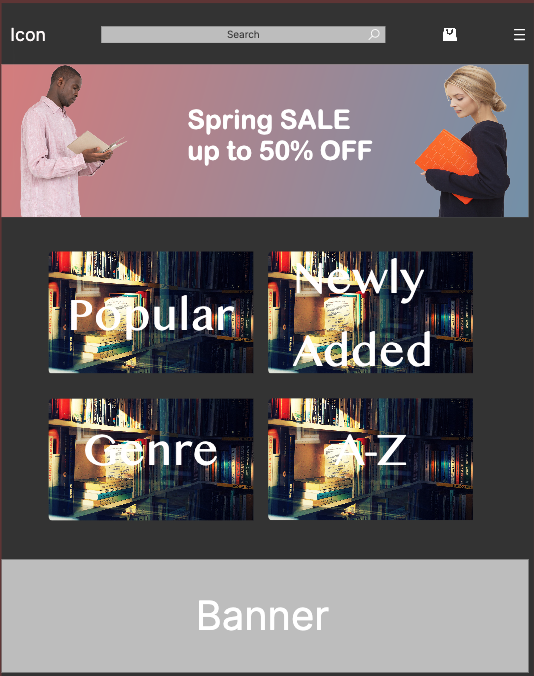 Icon
Search
Spring SALE
up to 50% OFF
Popular
Newly
Added
Genre
A-Z
Banner